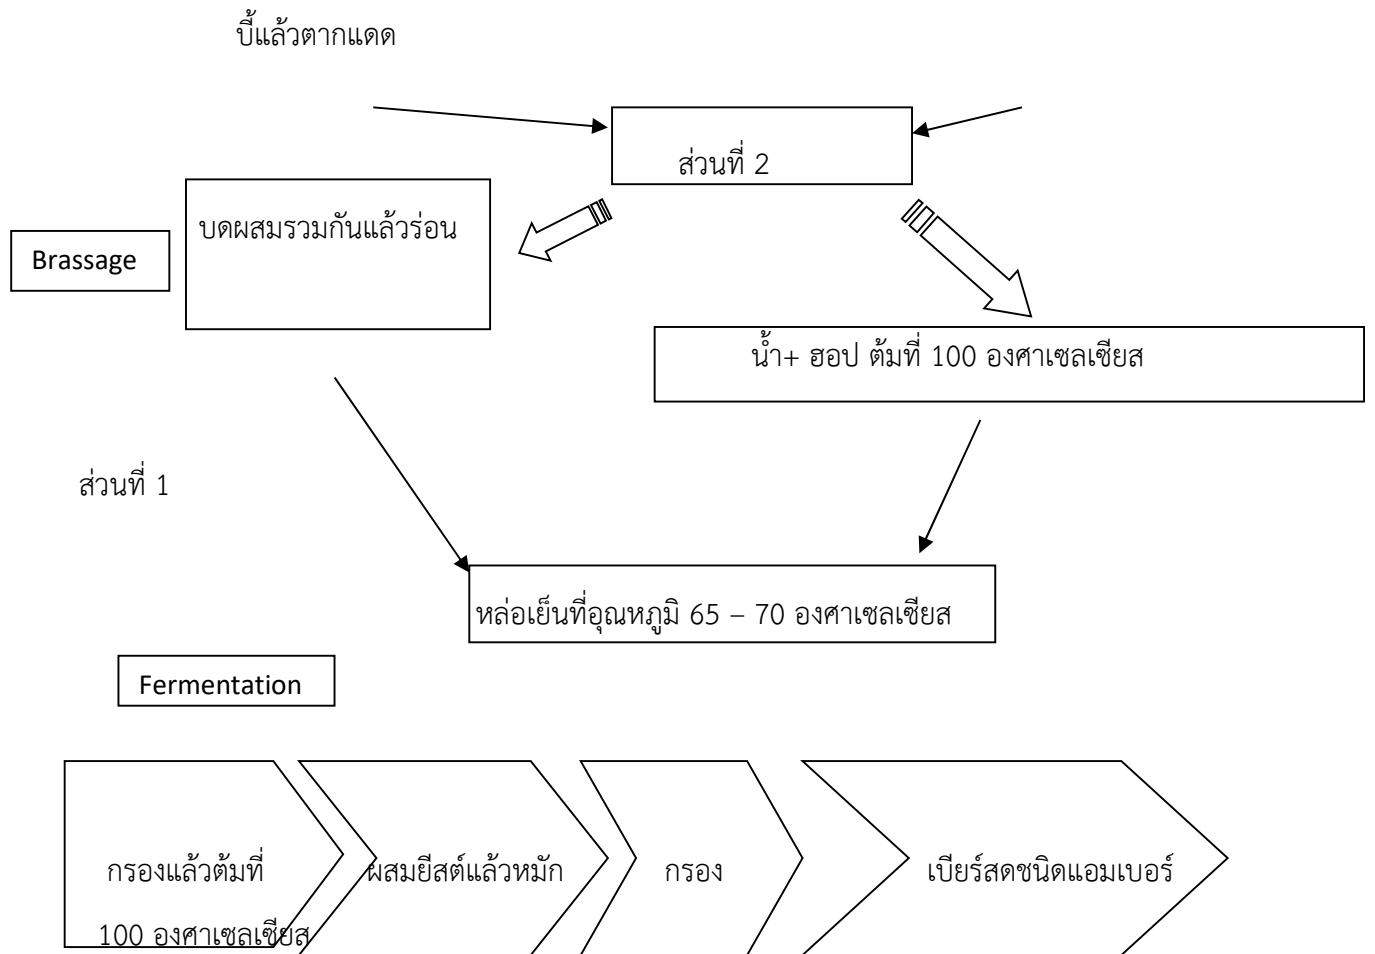 บี้แล้วตากแดด
ส่วนที่ 2
บดผสมรวมกันแล้วร่อน
Brassage
น้ำ+ ฮอป ต้มที่ 100 องศาเซลเซียส
ส่วนที่ 1
หล่อเย็นที่อุณหภูมิ 65 – 70 องศาเซลเซียส
Fermentation
กรองแล้วต้มที่
100 องศาเซลเซียส
ผสมยีสต์แล้วหมัก
กรอง
เบียร์สดชนิดแอมเบอร์